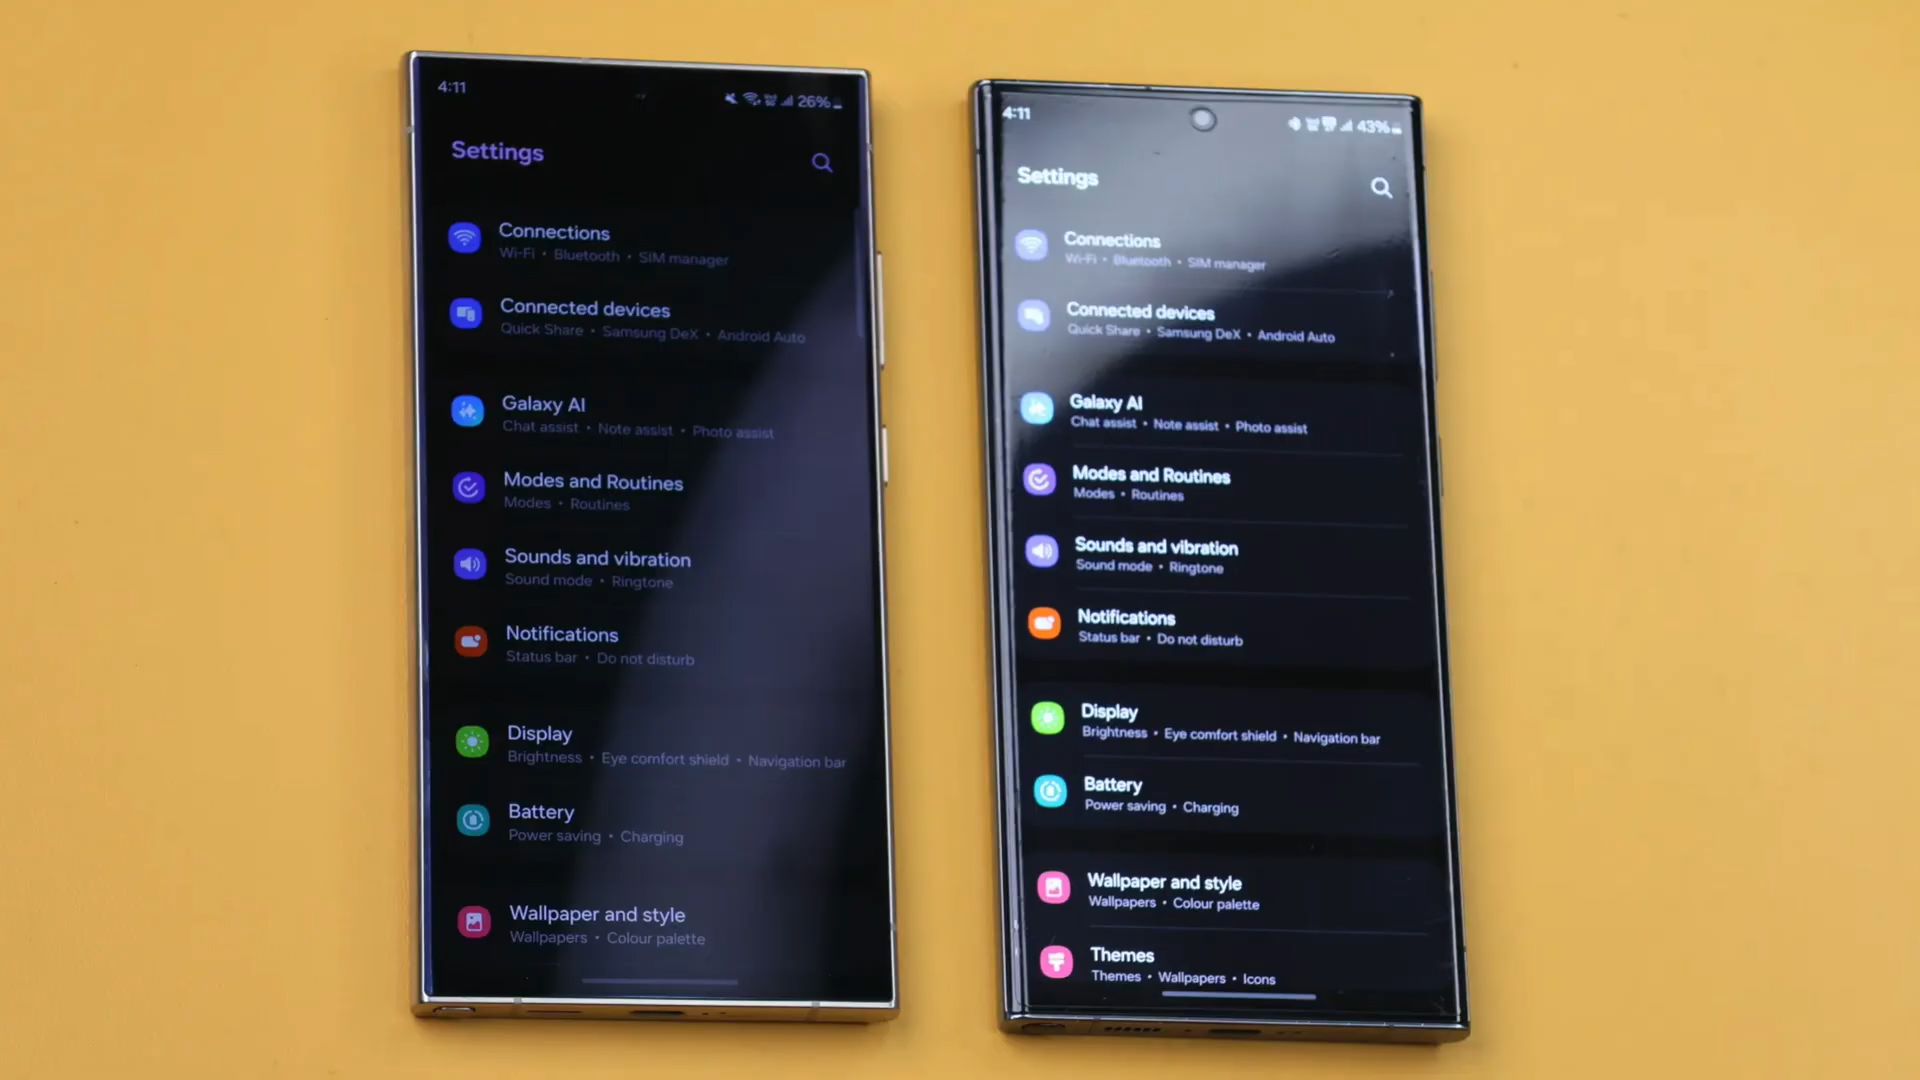 4:11
26%
Settings
Connections
Wi-Fi • Bluetooth • SIM manager
Connected devices
Quick Share • Samsung DeX • Android Auto
Galaxy AI
Chat assist • Note assist • Photo assist
Modes and Routines
Modes • Routines
Sounds and vibration
Sound mode • Ringtone
Notifications
Status bar • Do not disturb
Display
Brightness • Eye comfort shield • Navigation bar
Battery
Power saving • Charging
Wallpaper and style
Wallpapers • Colour palette
4:11
43%
Settings
Connections
Wi-Fi • Bluetooth • SIM manager
Connected devices
Quick Share • Samsung DeX • Android Auto
Galaxy AI
Chat assist • Note assist • Photo assist
Modes and Routines
Modes • Routines
Sounds and vibration
Sound mode • Ringtone
Notifications
Status bar • Do not disturb
Display
Brightness • Eye comfort shield • Navigation bar
Battery
Power saving • Charging
Wallpaper and style
Wallpapers • Colour palette
Themes
Themes • Wallpapers • Icons